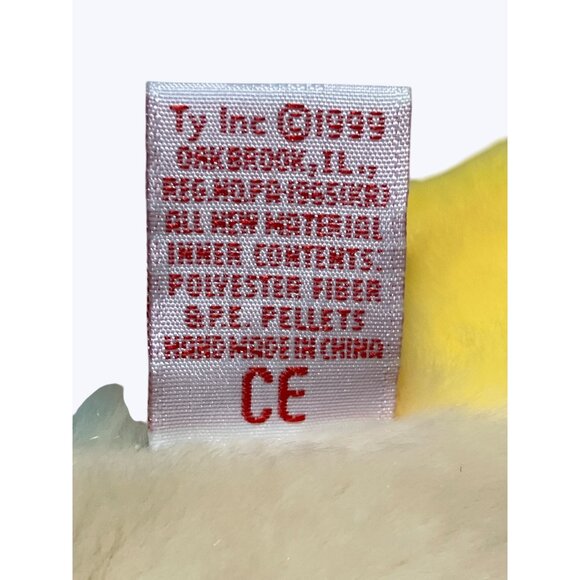 Ty Inc ©1999
OAKBROOK, IL.,
REG NO.PA-1965(KR)
ALL NEW MATERIAL
INNER CONTENTS:
POLYESTER FIBER
& P.E. PELLETS
HAND MADE IN CHINA
CE